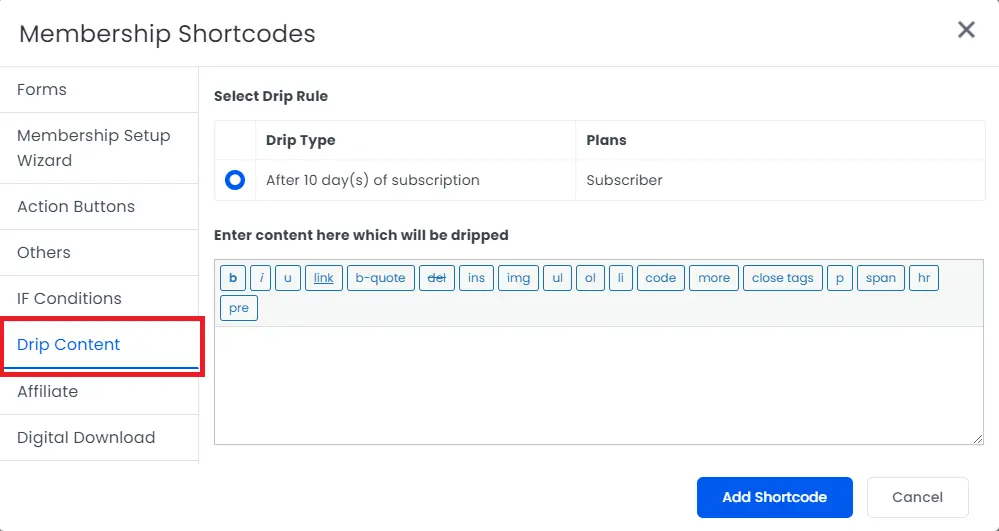 Membership Shortcodes
Forms
Membership Setup
Wizard
Action Buttons
Others
IF Conditions
Drip Content
Affiliate
Digital Download
Select Drip Rule
Drip Type Plans
After 10 day(s) of subscription Subscriber
Enter content here which will be dripped
b i u link b-quote del ins img ul ol li code more close tags p span hr
pre
Add Shortcode Cancel